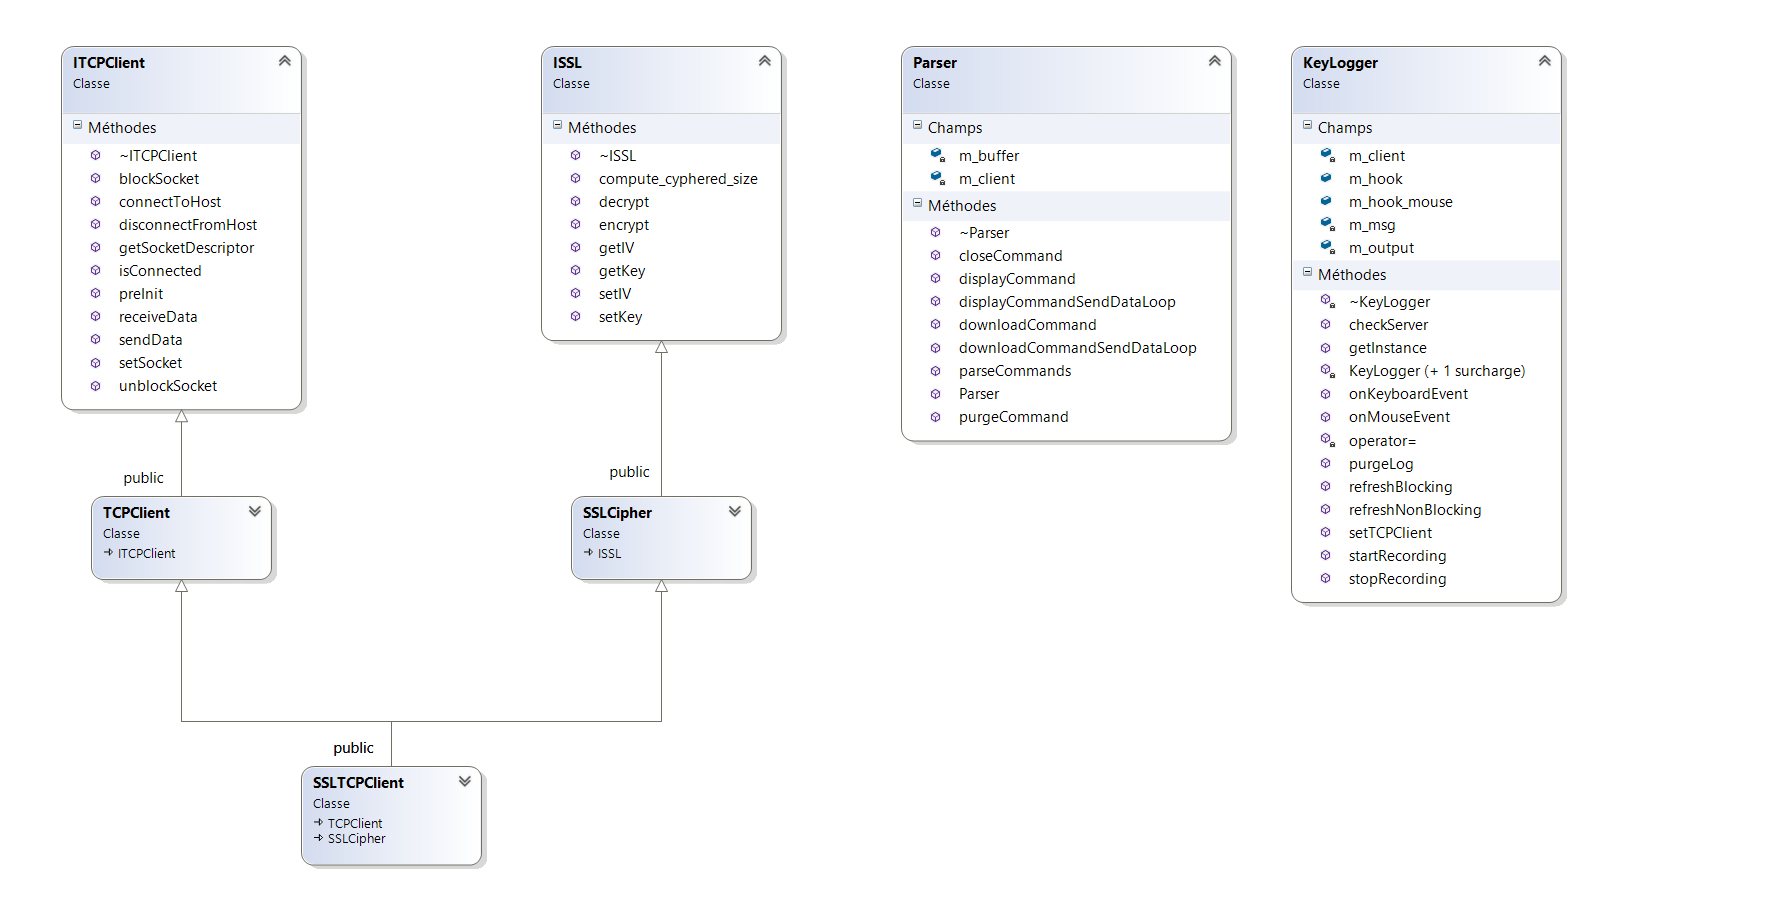 ITCPClient
Classe
Méthodes
~ITCPClient
blockSocket
connectToHost
disconnectFromHost
getSocketDescriptor
isConnected
preInit
receiveData
sendData
setSocket
unblockSocket
ISSL
Classe
Méthodes
~ISSL
compute_cyphered_size
decrypt
encrypt
getIV
getKey
setIV
setKey
Parser
Classe
Champs
m_buffer
m_client
Méthodes
~Parser
closeCommand
displayCommand
displayCommandSendDataLoop
downloadCommand
downloadCommandSendDataLoop
parseCommands
Parser
purgeCommand
KeyLogger
Classe
Champs
m_client
m_hook
m_hook_mouse
m_msg
m_output
Méthodes
~KeyLogger
checkServer
getInstance
KeyLogger (+ 1 surcharge)
onKeyboardEvent
onMouseEvent
operator=
purgeLog
refreshBlocking
refreshNonBlocking
setTCPClient
startRecording
stopRecording
public
TCPClient
Classe
ITCPClient
public
SSLCipher
Classe
ISSL
public
SSLTCPClient
Classe
TCPClient
SSLCipher